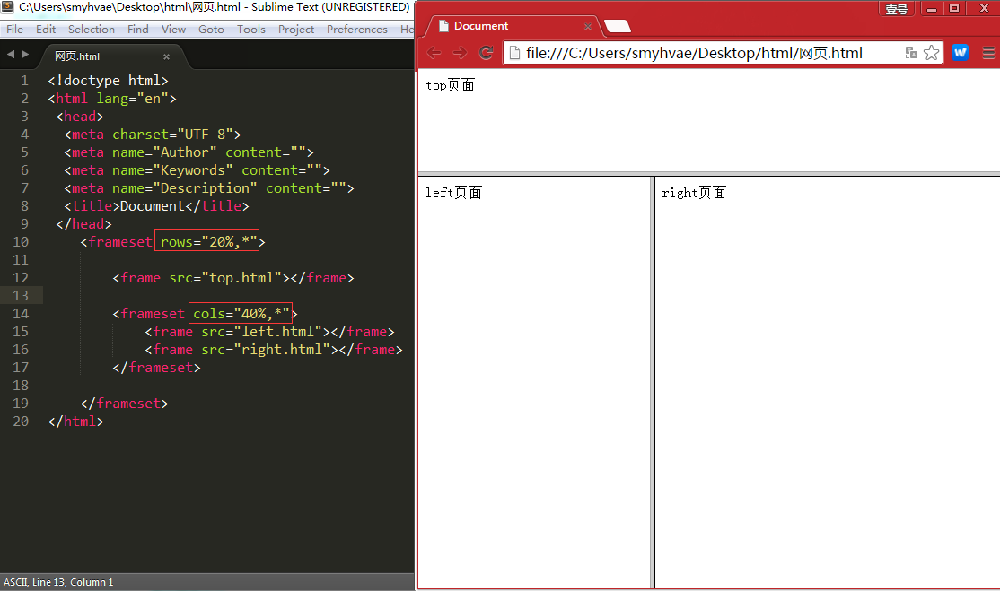 C:\Users\smyhvae\Desktop\html\网页.html - Sublime Text (UNREGISTERED)
File Edit Selection Find View Goto Tools Project Preferences He
网页.html ×
1 <!doctype html>
2 <html lang="en">
3 <head>
4 <meta charset="UTF-8">
5 <meta name="Author" content="">
6 <meta name="Keywords" content="">
7 <meta name="Description" content="">
8 <title>Document</title>
9 </head>
10 <frameset rows="20%,*">
11
12 <frame src="top.html"></frame>
13
14 <frameset cols="40%,*">
15 <frame src="left.html"></frame>
16 <frame src="right.html"></frame>
17 </frameset>
18
19 </frameset>
20 </html>
ASCII, Line 13, Column 1
壹号
Document ×
file:///C:/Users/smyhvae/Desktop/html/网页.html
W
top页面
left页面
right页面